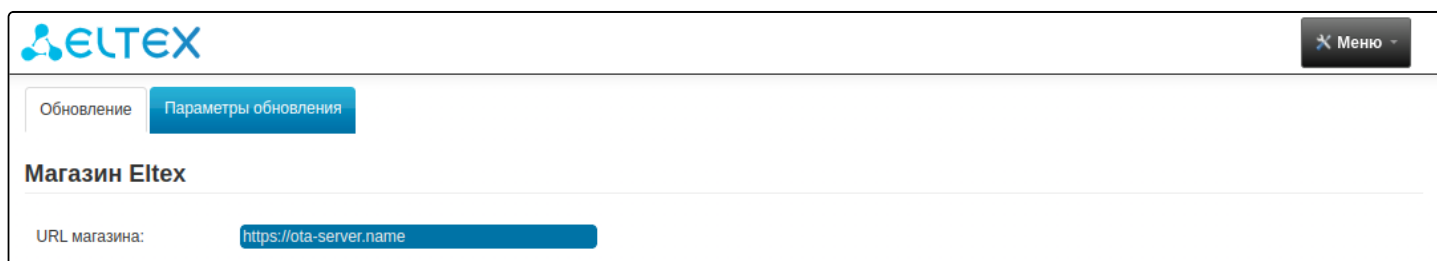 ELTEX
Меню
Обновление
Параметры обновления
Магазин Eltex
URL магазина:
https://ota-server.name